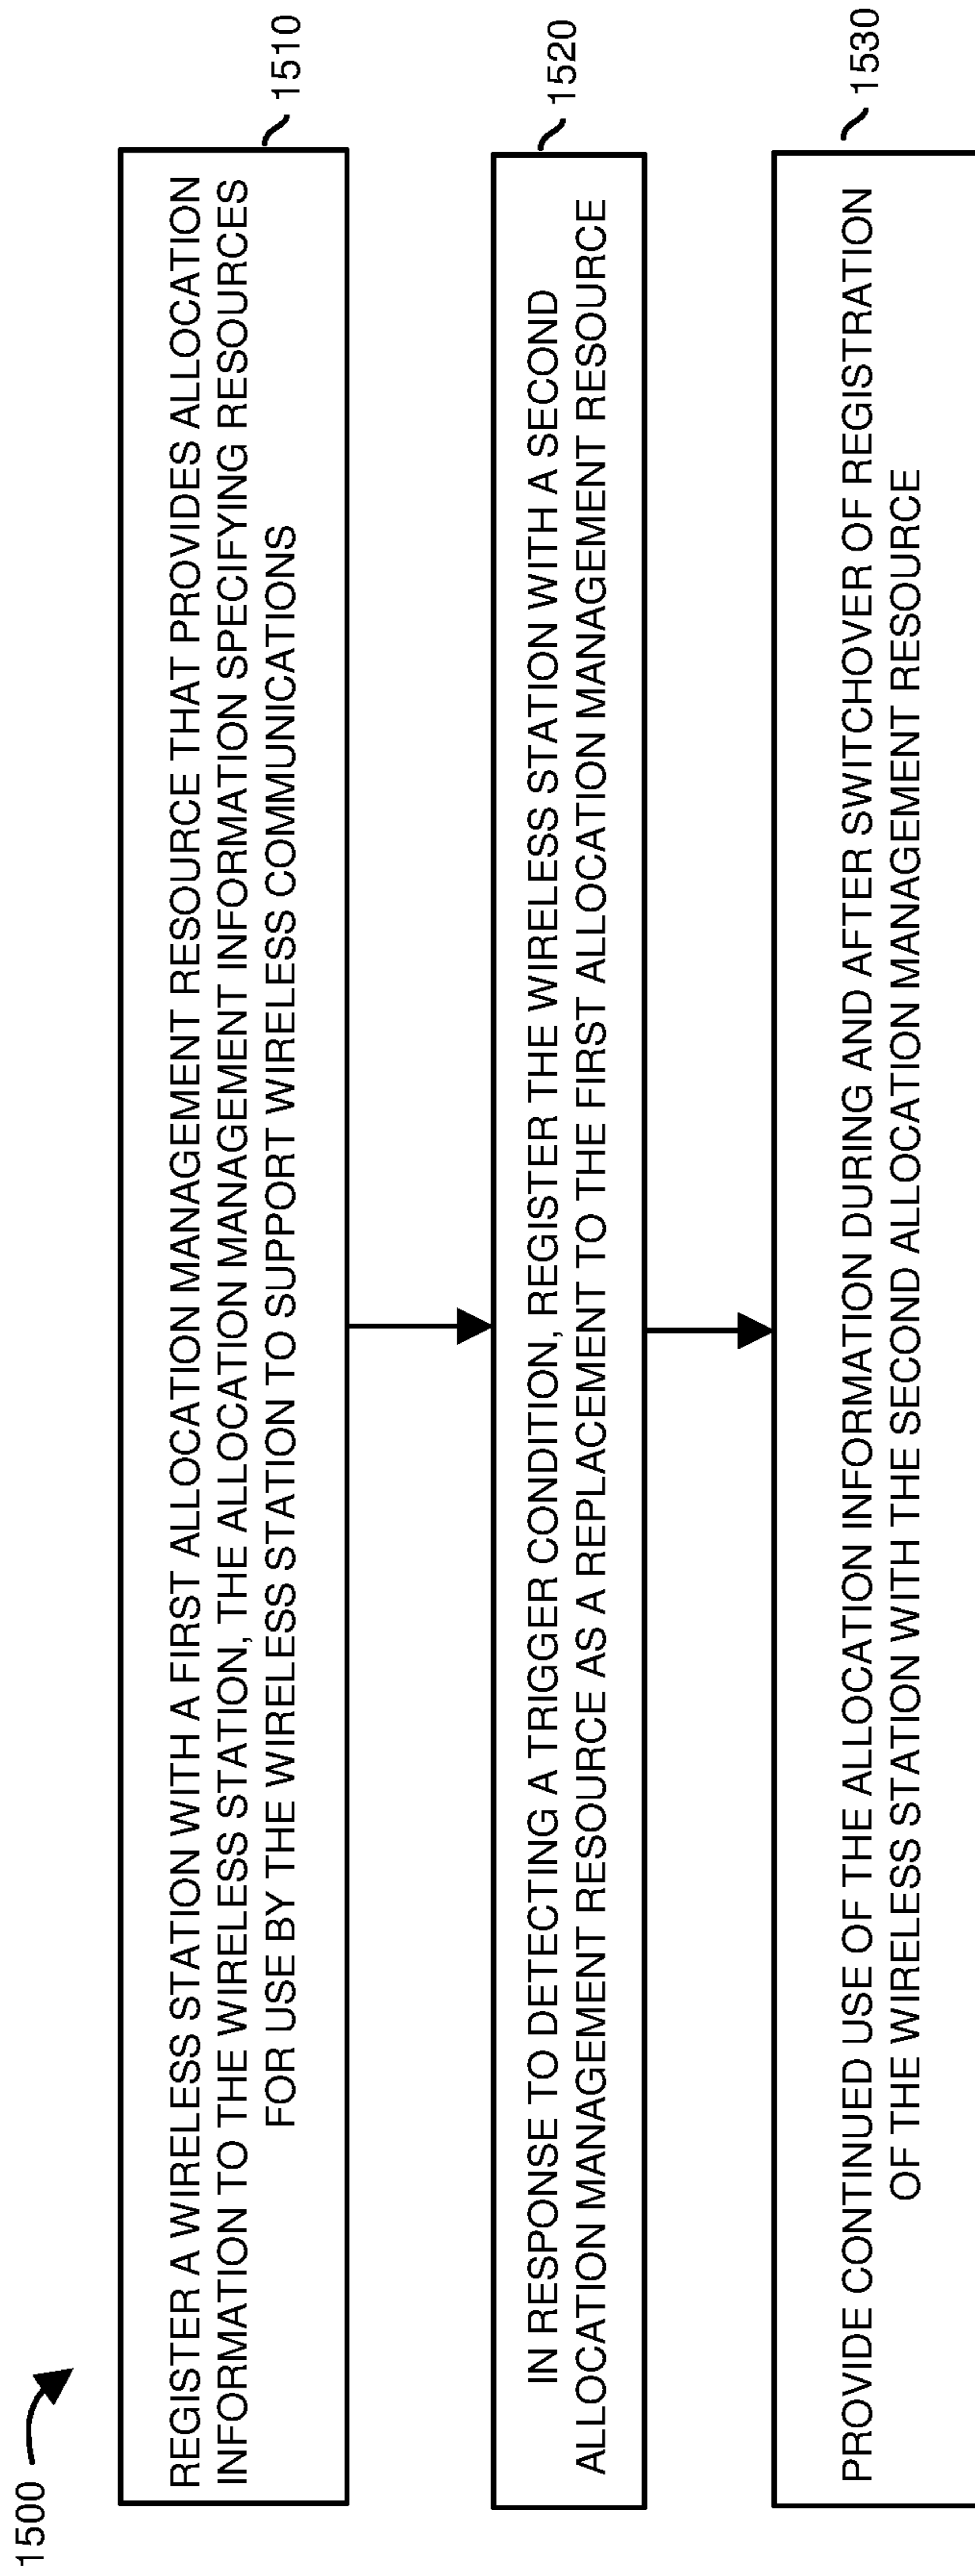 1500
REGISTER A WIRELESS STATION WITH A FIRST ALLOCATION MANAGEMENT RESOURCE THAT PROVIDES ALLOCATION
INFORMATION TO THE WIRELESS STATION, THE ALLOCATION MANAGEMENT INFORMATION SPECIFYING RESOURCES
FOR USE BY THE WIRELESS STATION TO SUPPORT WIRELESS COMMUNICATIONS
1510
IN RESPONSE TO DETECTING A TRIGGER CONDITION, REGISTER THE WIRELESS STATION WITH A SECOND
ALLOCATION MANAGEMENT RESOURCE AS A REPLACEMENT TO THE FIRST ALLOCATION MANAGEMENT RESOURCE
1520
PROVIDE CONTINUED USE OF THE ALLOCATION INFORMATION DURING AND AFTER SWITCHOVER OF REGISTRATION
OF THE WIRELESS STATION WITH THE SECOND ALLOCATION MANAGEMENT RESOURCE
1530